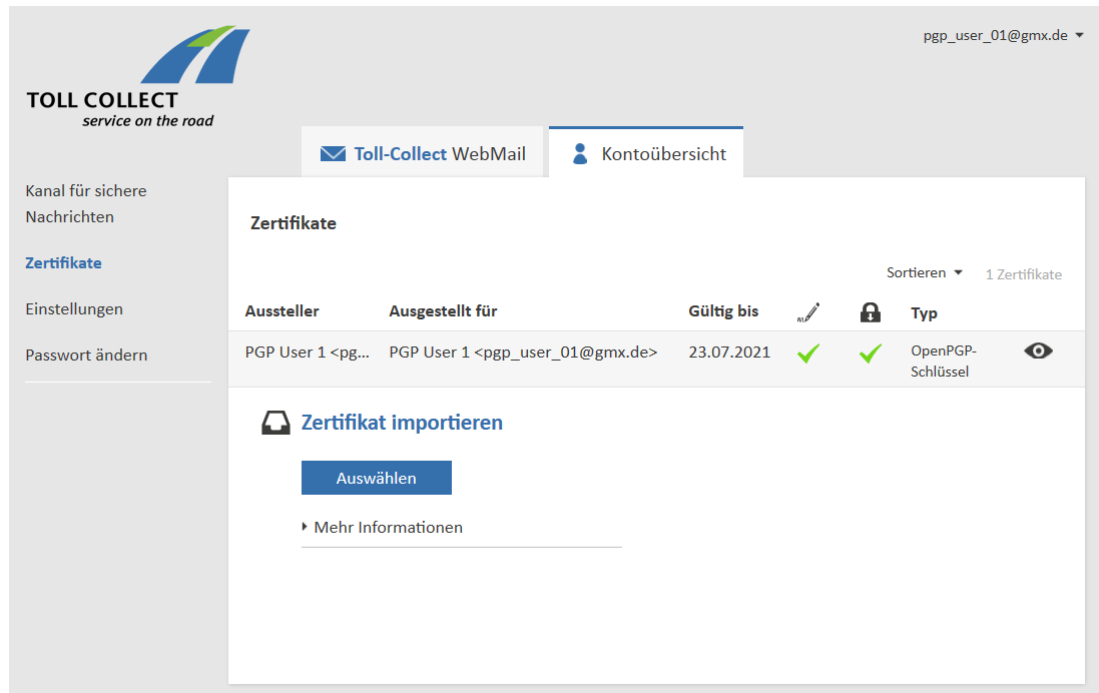 pgp_user_01@gmx.de
TOLL COLLECT
service on the road
Toll-Collect WebMail
Kontoübersicht
Kanal für sichere
Nachrichten
Zertifikate
Einstellungen
Passwort ändern
Zertifikate
Sortieren 1 Zertifikate
Aussteller Ausgestellt für Gültig bis Typ
PGP User 1 <pg... PGP User 1 <pgp_user_01@gmx.de> 23.07.2021 OpenPGP-
Schlüssel
Zertifikat importieren
Auswählen
Mehr Informationen